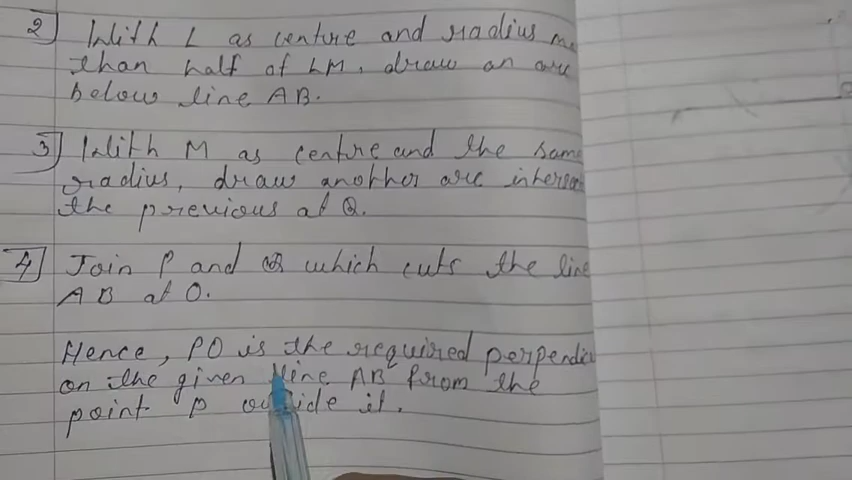 2] With L as centre and radius
than half of LM, draw an arc
below line AB.
3] With M as centre and the same
radius, draw another arc
the previous at Q.
4] Join P and Q which cuts the line
AB at O.
Hence, PO is the required
on the given line AB from the
point P outside it.